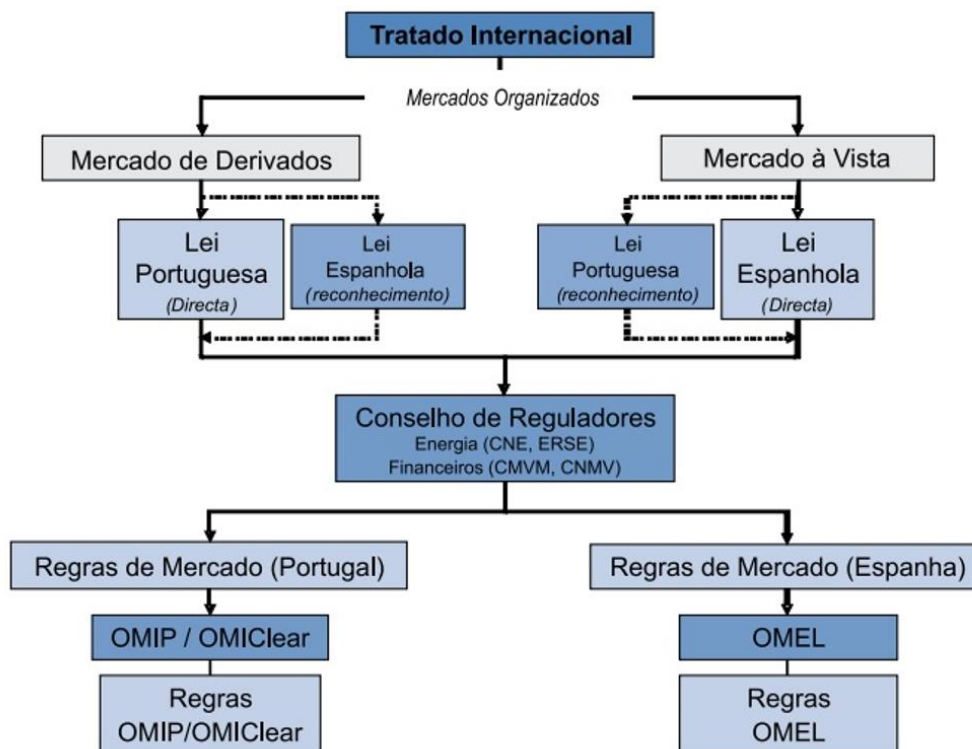 Tratado Internacional
Mercados Organizados
Mercado de Derivados
Mercado à Vista
Lei
Portuguesa
(Directa)
Lei
Espanhola
(reconhecimento)
Lei
Portuguesa
(reconhecimento)
Lei
Espanhola
(Directa)
Conselho de Reguladores
Energia (CNE, ERSE)
Financeiros (CMVM, CNMV)
Regras de Mercado (Portugal)
Regras de Mercado (Espanha)
OMIP / OMIClear
OMEL
Regras
OMIP/OMIClear
Regras
OMEL